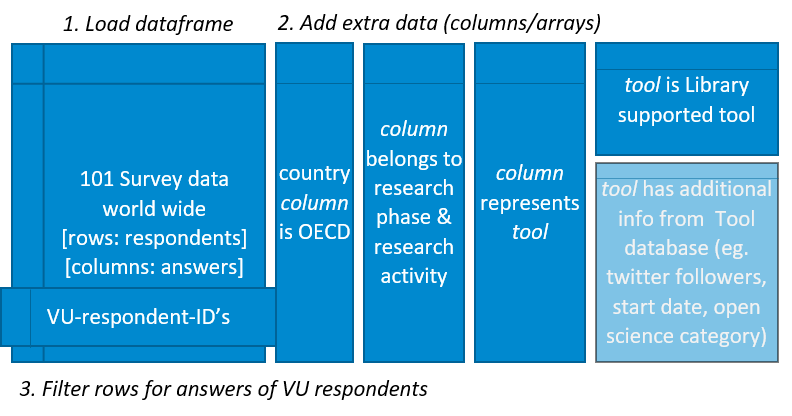 1. Load dataframe
2. Add extra data (columns/arrays)
101 Survey data
world wide
[rows: respondents]
[columns: answers]
VU-respondent-ID’s
country
column
is OECD
column
belongs to
research
phase &
research
activity
column
represents
tool
tool is Library
supported tool
tool has additional
info from Tool
database (eg.
twitter followers,
start date, open
science category)
3. Filter rows for answers of VU respondents